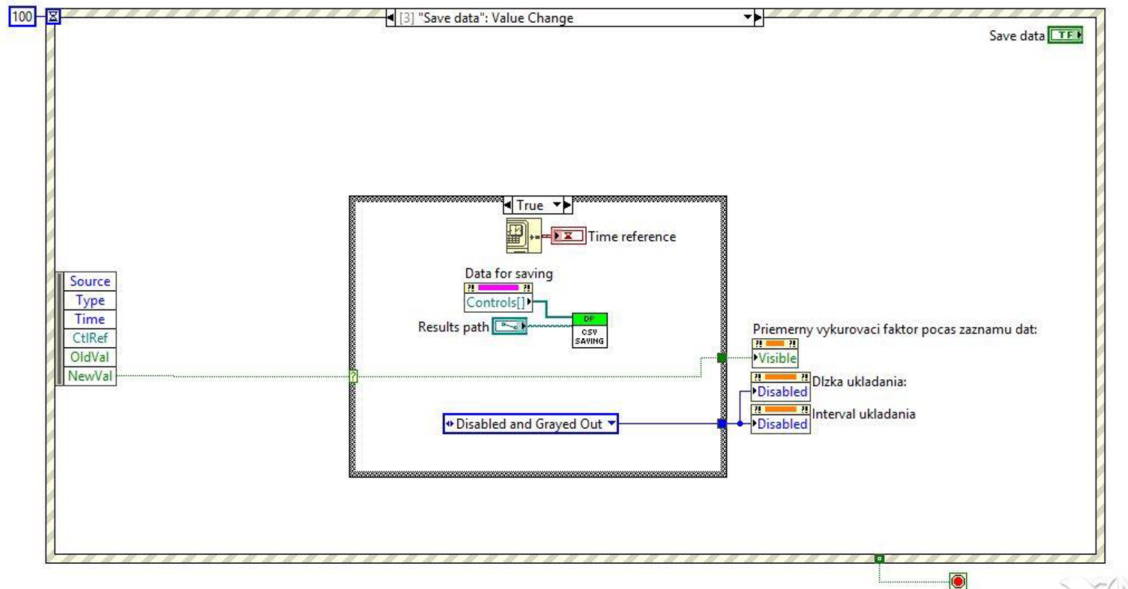 100
[3] "Save data": Value Change
Save data
TF
True
Time reference
Data for saving
Controls[]
Results path
DP
CSV
SAVING
Source
Type
Time
CtlRef
OldVal
NewVal
?
Priemerny vykurovaci faktor pocas zaznamu dat:
Visible
Dlzka ukladania:
Disabled
Interval ukladania
Disabled
Disabled and Grayed Out